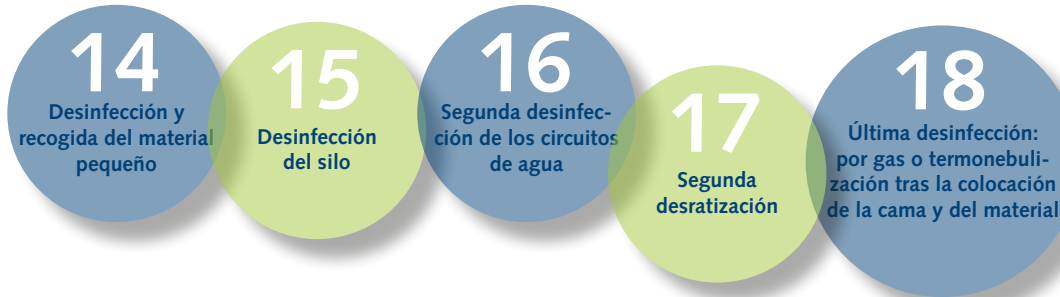 14
Desinfección y
recogida del material
pequeño
15
Desinfección
del silo
16
Segunda desinfec-
ción de los circuitos
de agua
17
Segunda
desratización
18
Última desinfección:
por gas o termonebuli-
zación tras la colocación
de la cama y del material